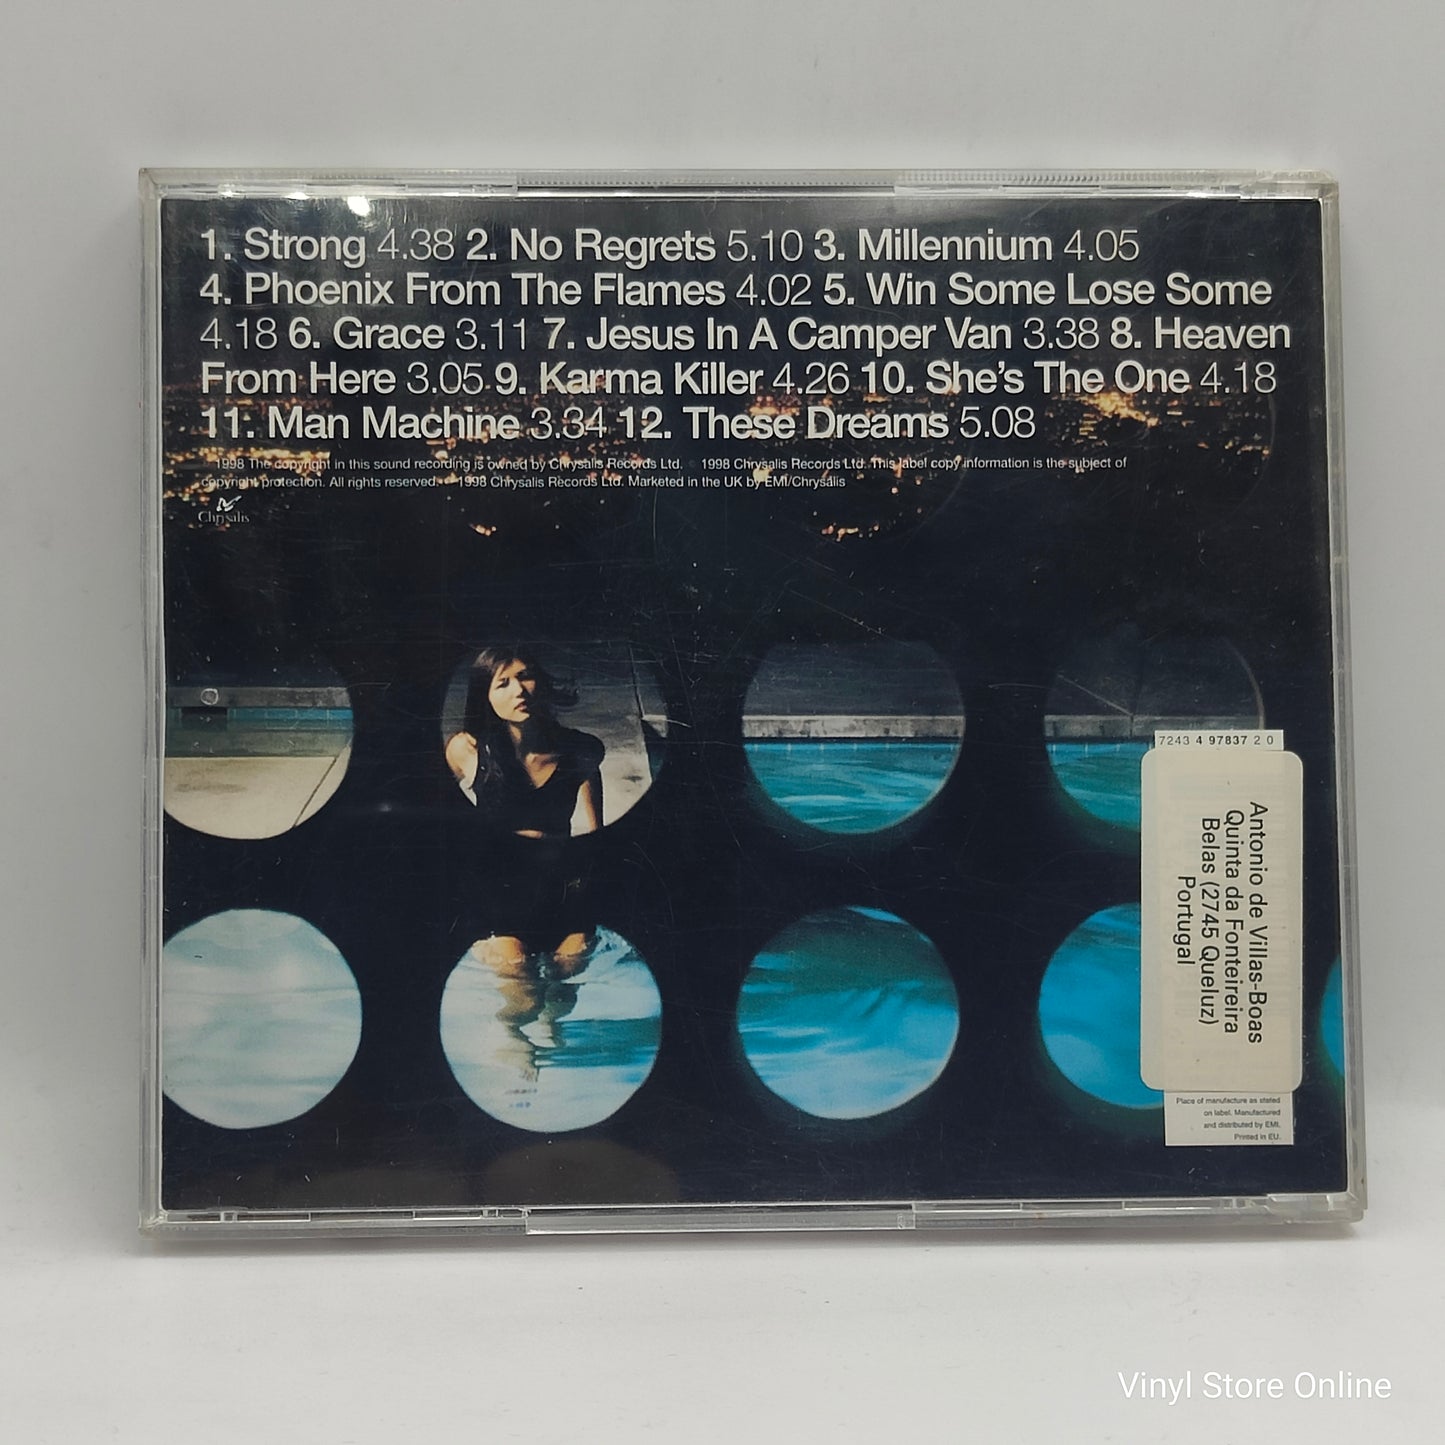 1. Strong 4.38 2. No Regrets 5.10 3. Millennium 4.05
4. Phoenix From The Flames 4.02 5. Win Some Lose Some
4.18 6. Grace 3.11 7. Jesus In A Camper Van 3.38 8. Heaven
From Here 3.05 9. Karma Killer 4.26 10. She's The One 4.18
11. Man Machine 3.34 12. These Dreams 5.08
1998 The copyright in this sound recording is owned by Chrysalis Records Ltd. 1998 Chrysalis Records Ltd. This label copy information is the subject of
copyright protection. All rights reserved. 1998 Chrysalis Records Ltd. Marketed in the UK by EMI/Chrysalis
Chrysalis
7243 4 97837 2 0
Antonio de Villas-Boas
Quinta da Fonteireira
Belas (2745 Queluz)
Portugal
Place of manufacture as stated
on label. Manufactured
and distributed by EMI.
Printed in EU.
Vinyl Store Online